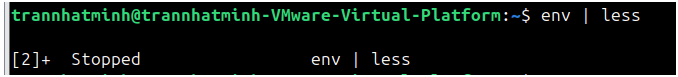 trannhatminh@trannhatminh-VMware-Virtual-Platform:~$ env | less
[2]+  Stopped                 env | less